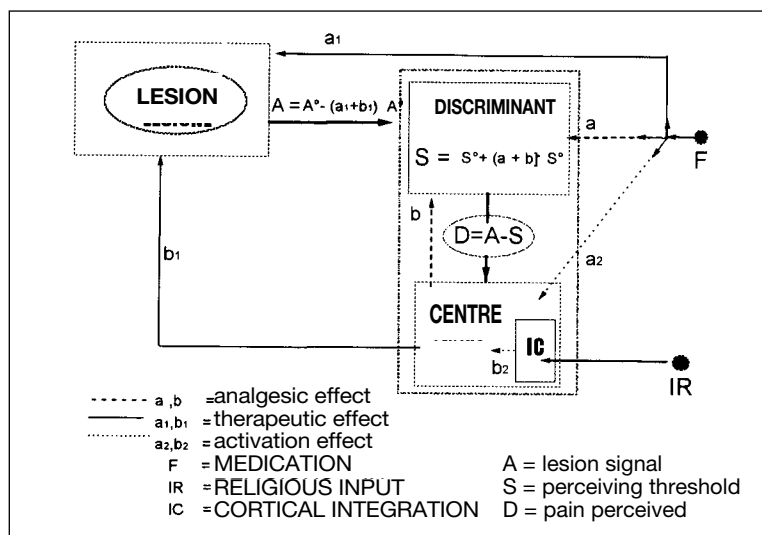 a₁
LESION
A = A°- (a₁+b₁) A°
DISCRIMINANT
S = S°+ (a + b) S°
a
F
b
D=A-S
a₂
b₁
CENTRE
IC
b₂
IR
a,b =analgesic effect
a₁,b₁ =therapeutic effect
a₂,b₂ =activation effect
F = MEDICATION
IR = RELIGIOUS INPUT
IC = CORTICAL INTEGRATION
A = lesion signal
S = perceiving threshold
D = pain perceived